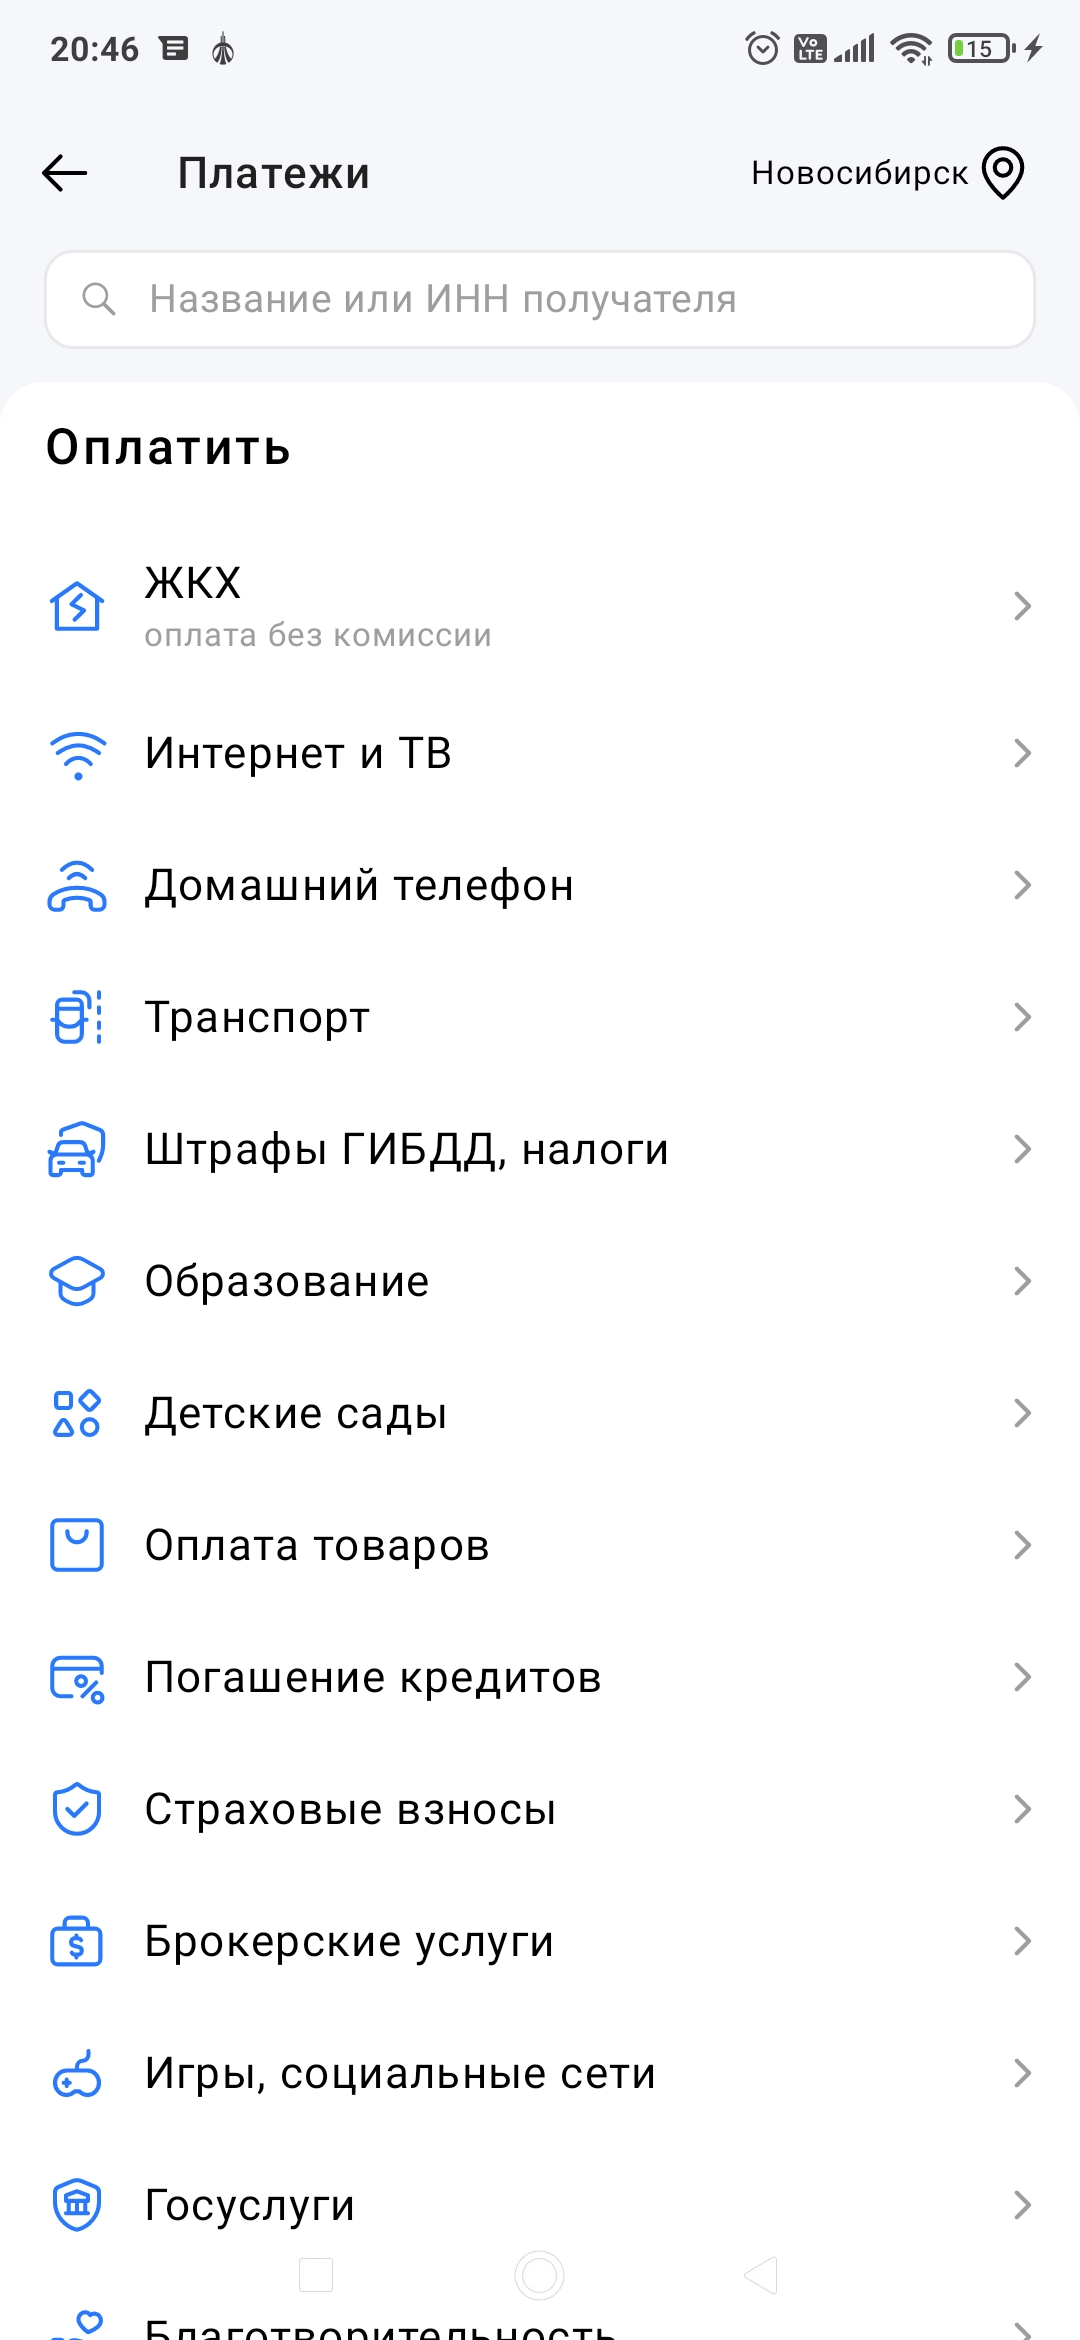 20:46
Vo LTE
15
Платежи
Новосибирск
Название или ИНН получателя
Оплатить
ЖКХ
оплата без комиссии
Интернет и ТВ
Домашний телефон
Транспорт
Штрафы ГИБДД, налоги
Образование
Детские сады
Оплата товаров
Погашение кредитов
Страховые взносы
Брокерские услуги
Игры, социальные сети
Госуслуги
Благотворительность